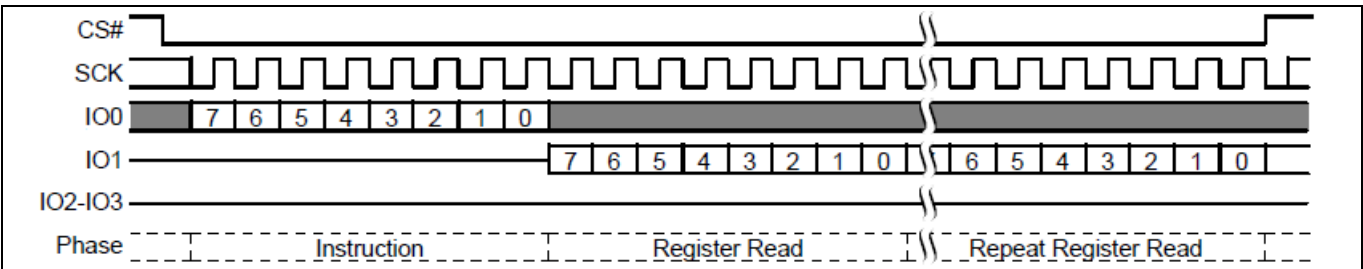 CS#
SCK
IO0 7 6 5 4 3 2 1 0
IO1 7 6 5 4 3 2 1 0 6 5 4 3 2 1 0
IO2-IO3
Phase Instruction Register Read Repeat Register Read